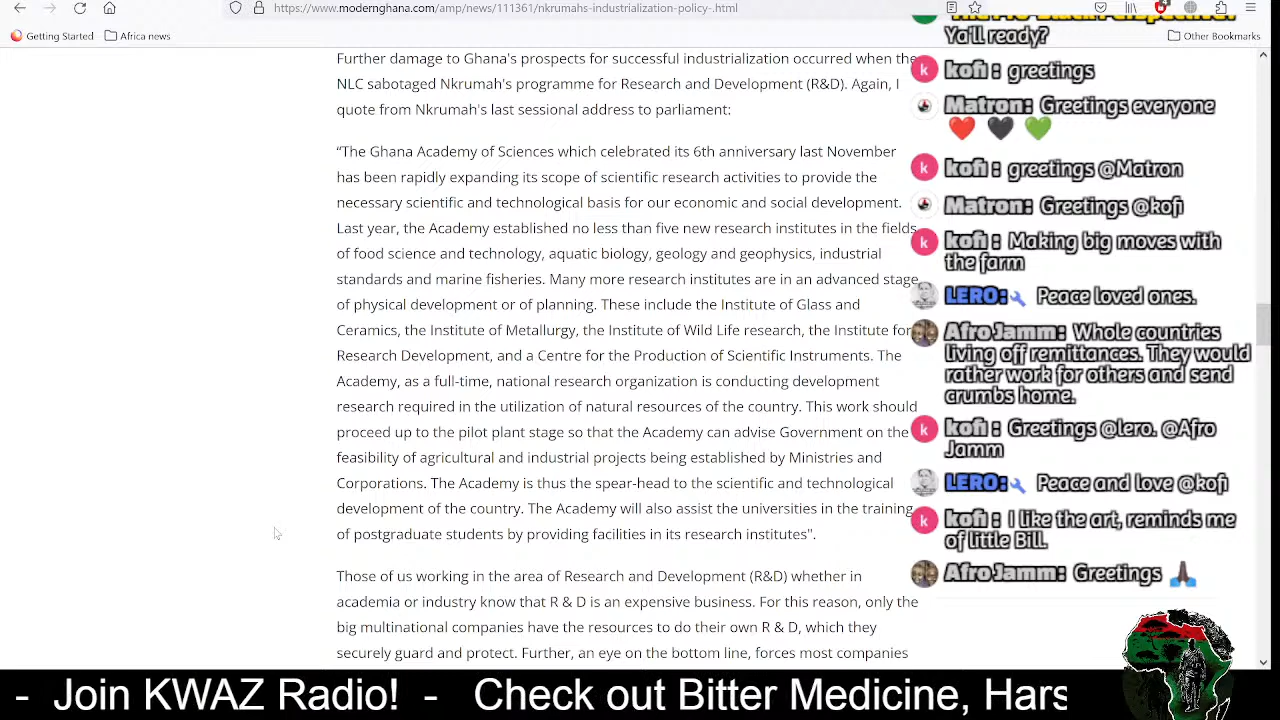 https://www.modernghana.com/amp/news/111361/nkrumahs-industrialization-policy-.html
Getting Started
Africa news
Other Bookmarks
Further damage to Ghana's prospects for successful industrialization occurred when the
NLC sabotaged Nkrumah's programme for Research and Development (R&D). Again, I
quote from Nkrumah's last sessional address to parliament:
“The Ghana Academy of Sciences which celebrated its 6th anniversary last November
has been rapidly expanding its scope of scientific research activities to provide the
necessary scientific and technological basis for our economic and social development.
Last year, the Academy established no less than five new research institutes in the fields
of food science and technology, aquatic biology, geology and geophysics, industrial
standards and marine fisheries. Many more research institutes are in an advanced stage
of physical development or of planning. These include the Institute of Glass and
Ceramics, the Institute of Metallurgy, the Institute of Wild Life research, the Institute for
Research Development, and a Centre for the Production of Scientific Instruments. The
Academy, as a full-time, national research organization is conducting development
research required in the utilization of natural resources of the country. This work should
proceed up to the pilot plant stage so that the Academy can advise Government on the
feasibility of agricultural and industrial projects being established by Ministries and
Corporations. The Academy is thus the spear-head to the scientific and technological
development of the country. The Academy will also assist the universities in the training
of postgraduate students by providing facilities in its research institutes".
Those of us working in the area of Research and Development (R&D) whether in
academia or industry know that R & D is an expensive business. For this reason, only the
big multinational companies have the resources to do their own R & D, which they
securely guard and protect. Further, an eye on the bottom line, forces most companies
Ya'll ready?
k kofi : greetings
Matron: Greetings everyone
k kofi : greetings @Matron
Matron: Greetings @kofi
k kofi : Making big moves with
the farm
LERO: Peace loved ones.
Afro Jamm: Whole countries
living off remittances. They would
rather work for others and send
crumbs home.
k kofi : Greetings @lero. @Afro
Jamm
LERO: Peace and love @kofi
k kofi : I like the art, reminds me
of little Bill.
Afro Jamm: Greetings
- Join KWAZ Radio! - Check out Bitter Medicine, Hars